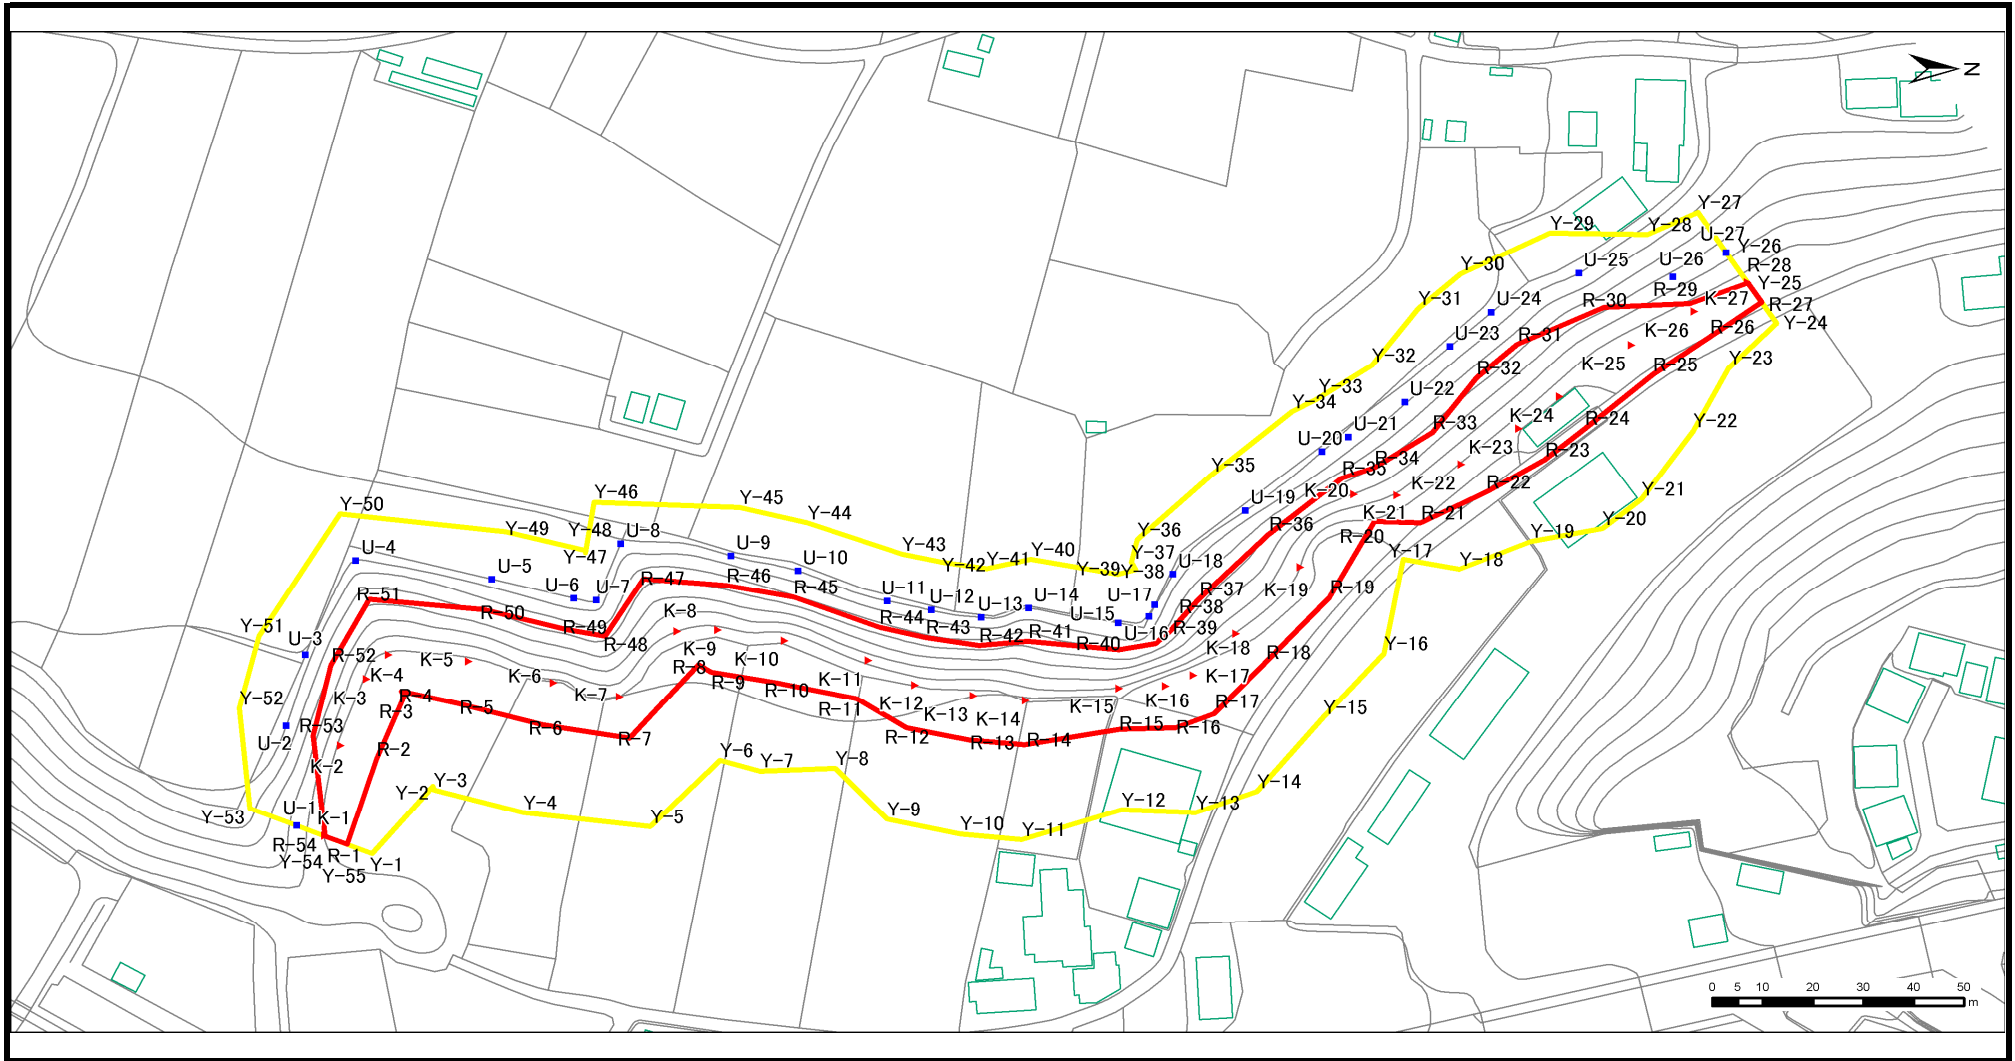 N
Y-27
Y-29
Y-28
U-27
Y-26
Y-30
U-25
U-26
R-28
Y-25
R-29
K-27
R-27
Y-31
U-24
R-30
Y-24
U-23
R-31
K-26
R-26
Y-32
R-32
K-25
R-25
Y-23
Y-33
U-22
Y-34
R-33
K-24
R-24
Y-22
U-21
U-20
K-23
R-23
Y-35
R-34
R-35
K-22
R-22
Y-21
K-20
U-19
K-21
R-21
Y-20
Y-36
R-36
R-20
Y-19
Y-46
Y-45
Y-44
Y-50
Y-49
Y-48
U-8
Y-47
U-9
Y-43
Y-42
Y-41
Y-40
Y-37
Y-39
Y-38
U-18
Y-17
Y-18
U-4
U-5
U-10
U-6
U-7
R-47
R-46
R-45
U-11
U-12
U-13
U-14
U-15
U-17
U-16
R-37
R-38
R-39
K-19
R-19
R-51
R-50
R-49
R-48
K-8
R-44
R-43
R-42
R-41
R-40
Y-51
U-3
R-52
K-4
K-5
K-6
K-7
K-9
R-8
K-10
R-9
R-10
K-11
R-11
K-12
K-13
K-14
K-15
K-16
K-17
K-18
R-18
Y-16
Y-52
K-3
R-4
R-3
R-5
R-6
R-7
R-12
R-13
R-14
R-15
R-16
R-17
Y-15
U-2
R-53
K-2
R-2
Y-6
Y-7
Y-8
Y-2
Y-3
Y-4
Y-5
Y-9
Y-10
Y-11
Y-12
Y-13
Y-14
Y-53
U-1
K-1
R-54
R-1
Y-54
Y-1
Y-55
0 5 10 20 30 40 50
m